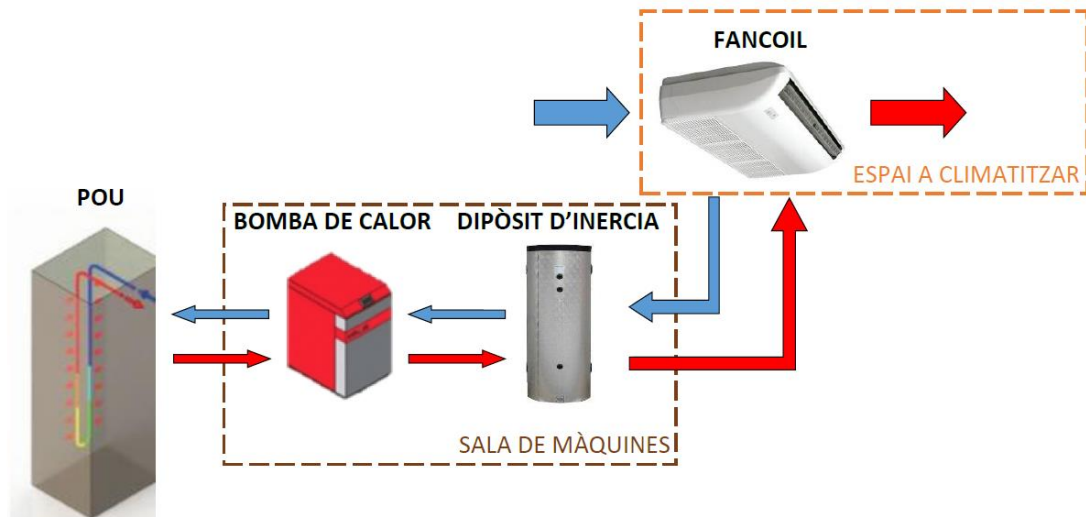 FANCOIL
ESPAI A CLIMATITZAR
POU
BOMBA DE CALOR
DIPÒSIT D’INERCIA
SALA DE MÀQUINES